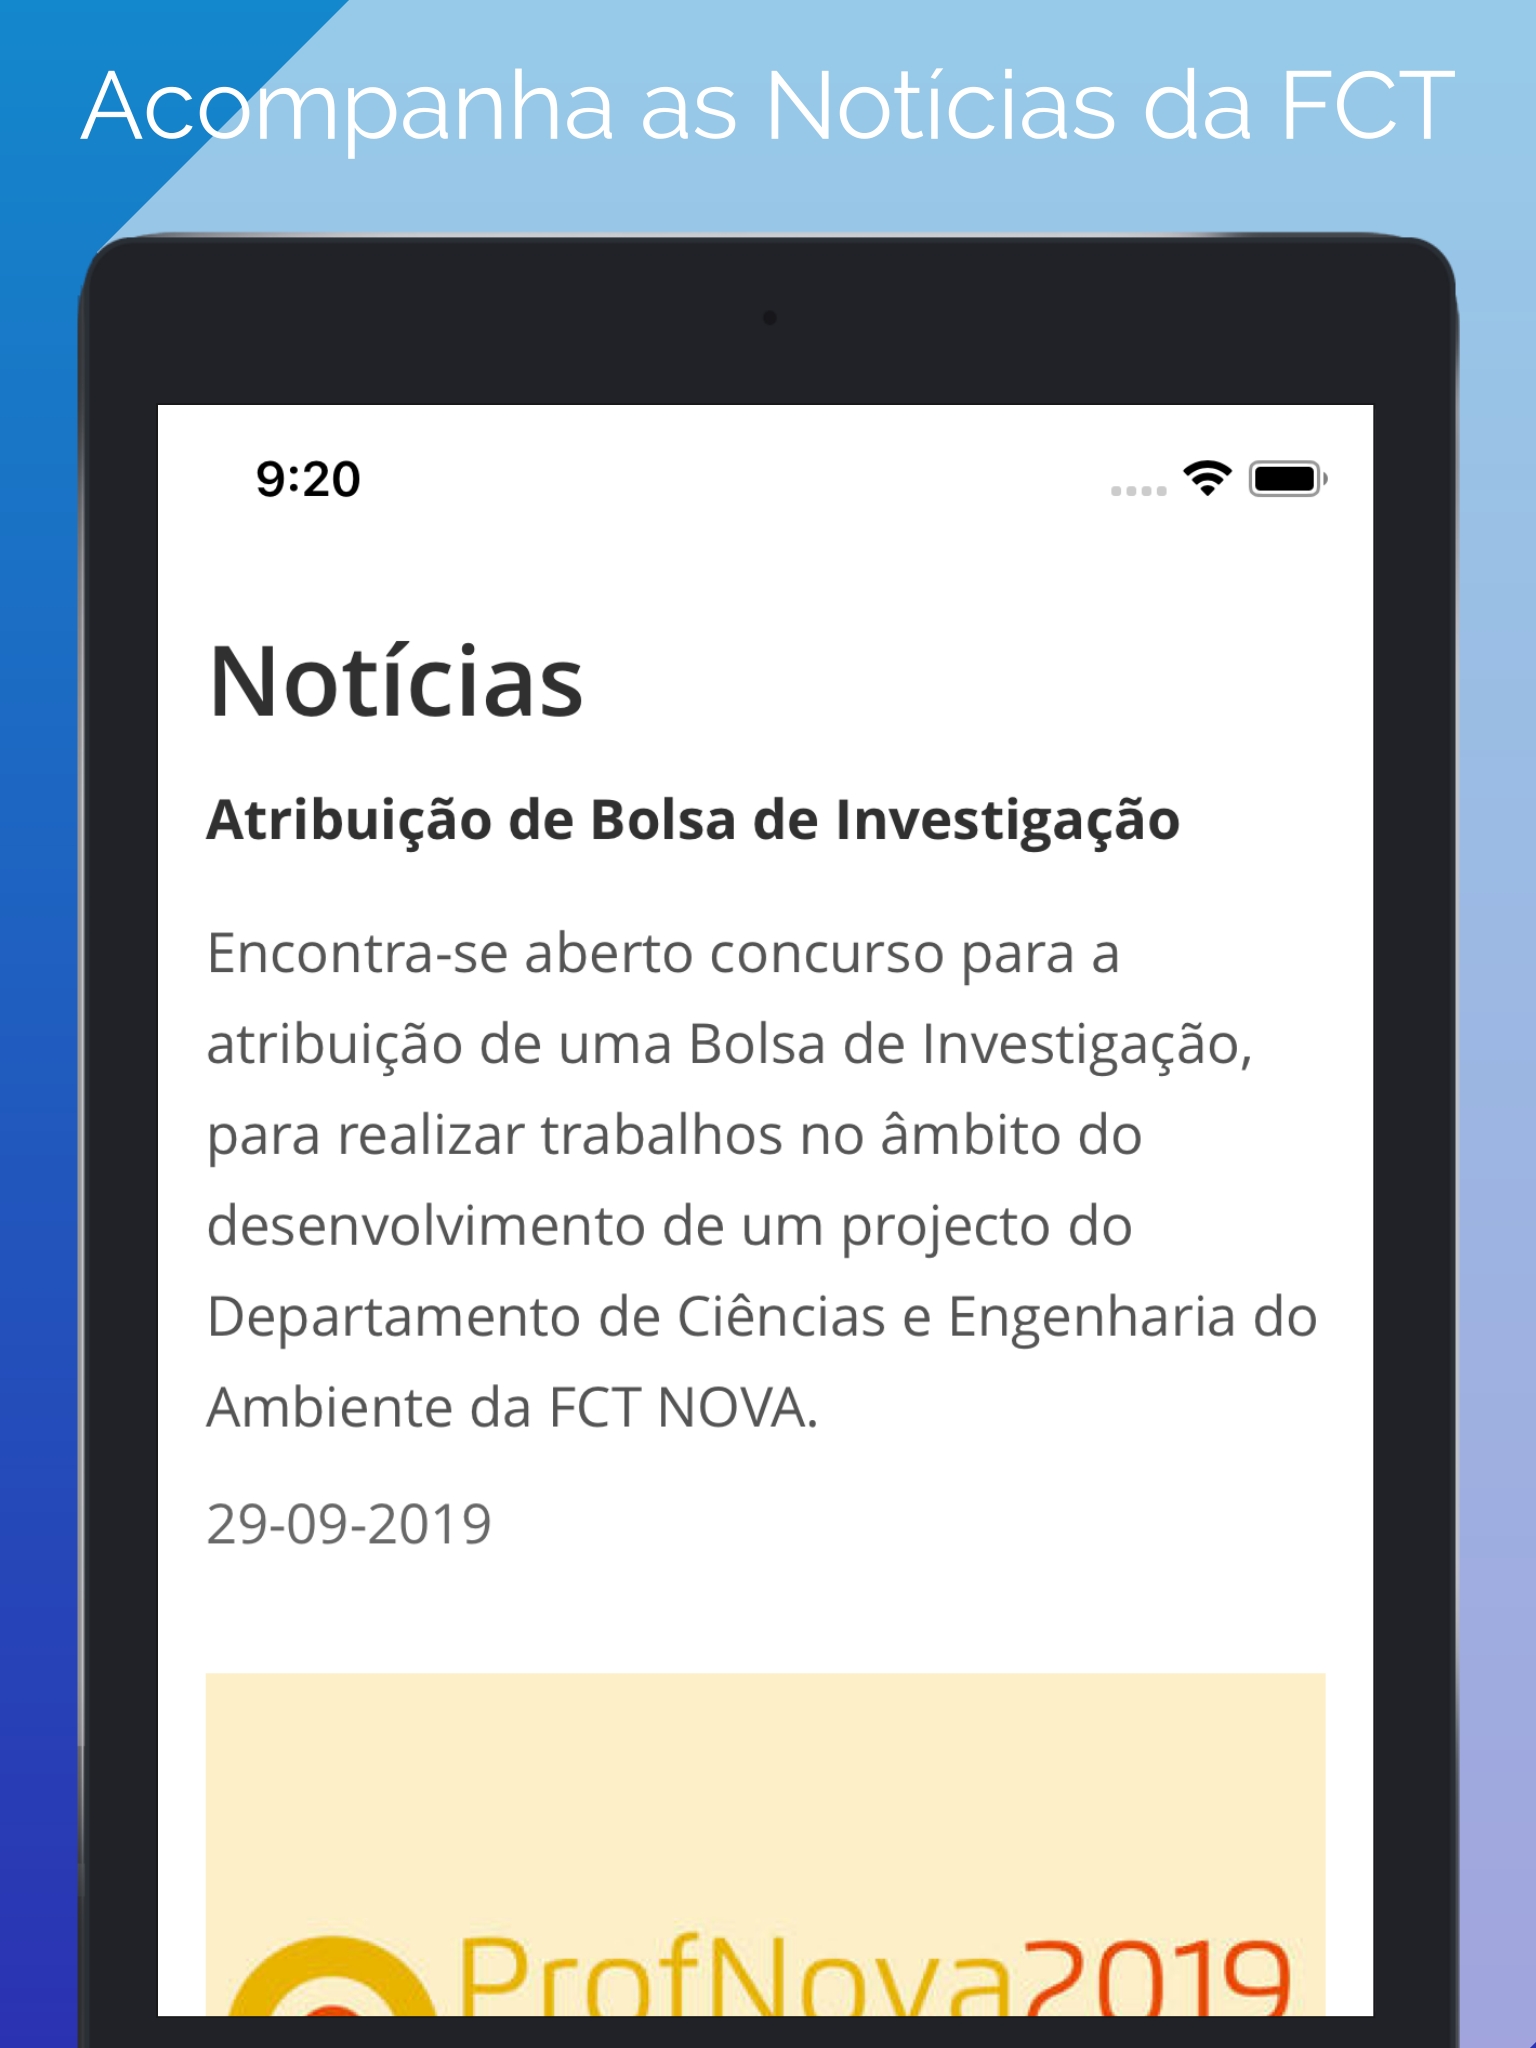 Acompanha as Notícias da FCT
9:20
Notícias
Atribuição de Bolsa de Investigação
Encontra-se aberto concurso para a
atribuição de uma Bolsa de Investigação,
para realizar trabalhos no âmbito do
desenvolvimento de um projecto do
Departamento de Ciências e Engenharia do
Ambiente da FCT NOVA.
29-09-2019
ProfNova2019